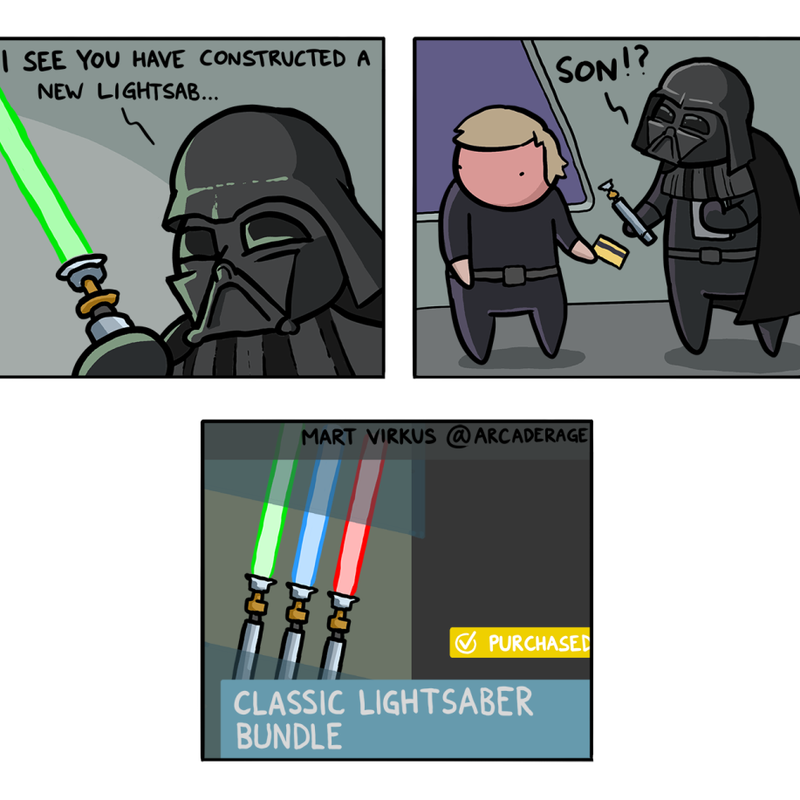 I SEE YOU HAVE CONSTRUCTED A
NEW LIGHTSAB...
SON!?
MART VIRKUS @ARCADERAGE
PURCHASED
CLASSIC LIGHTSABER
BUNDLE